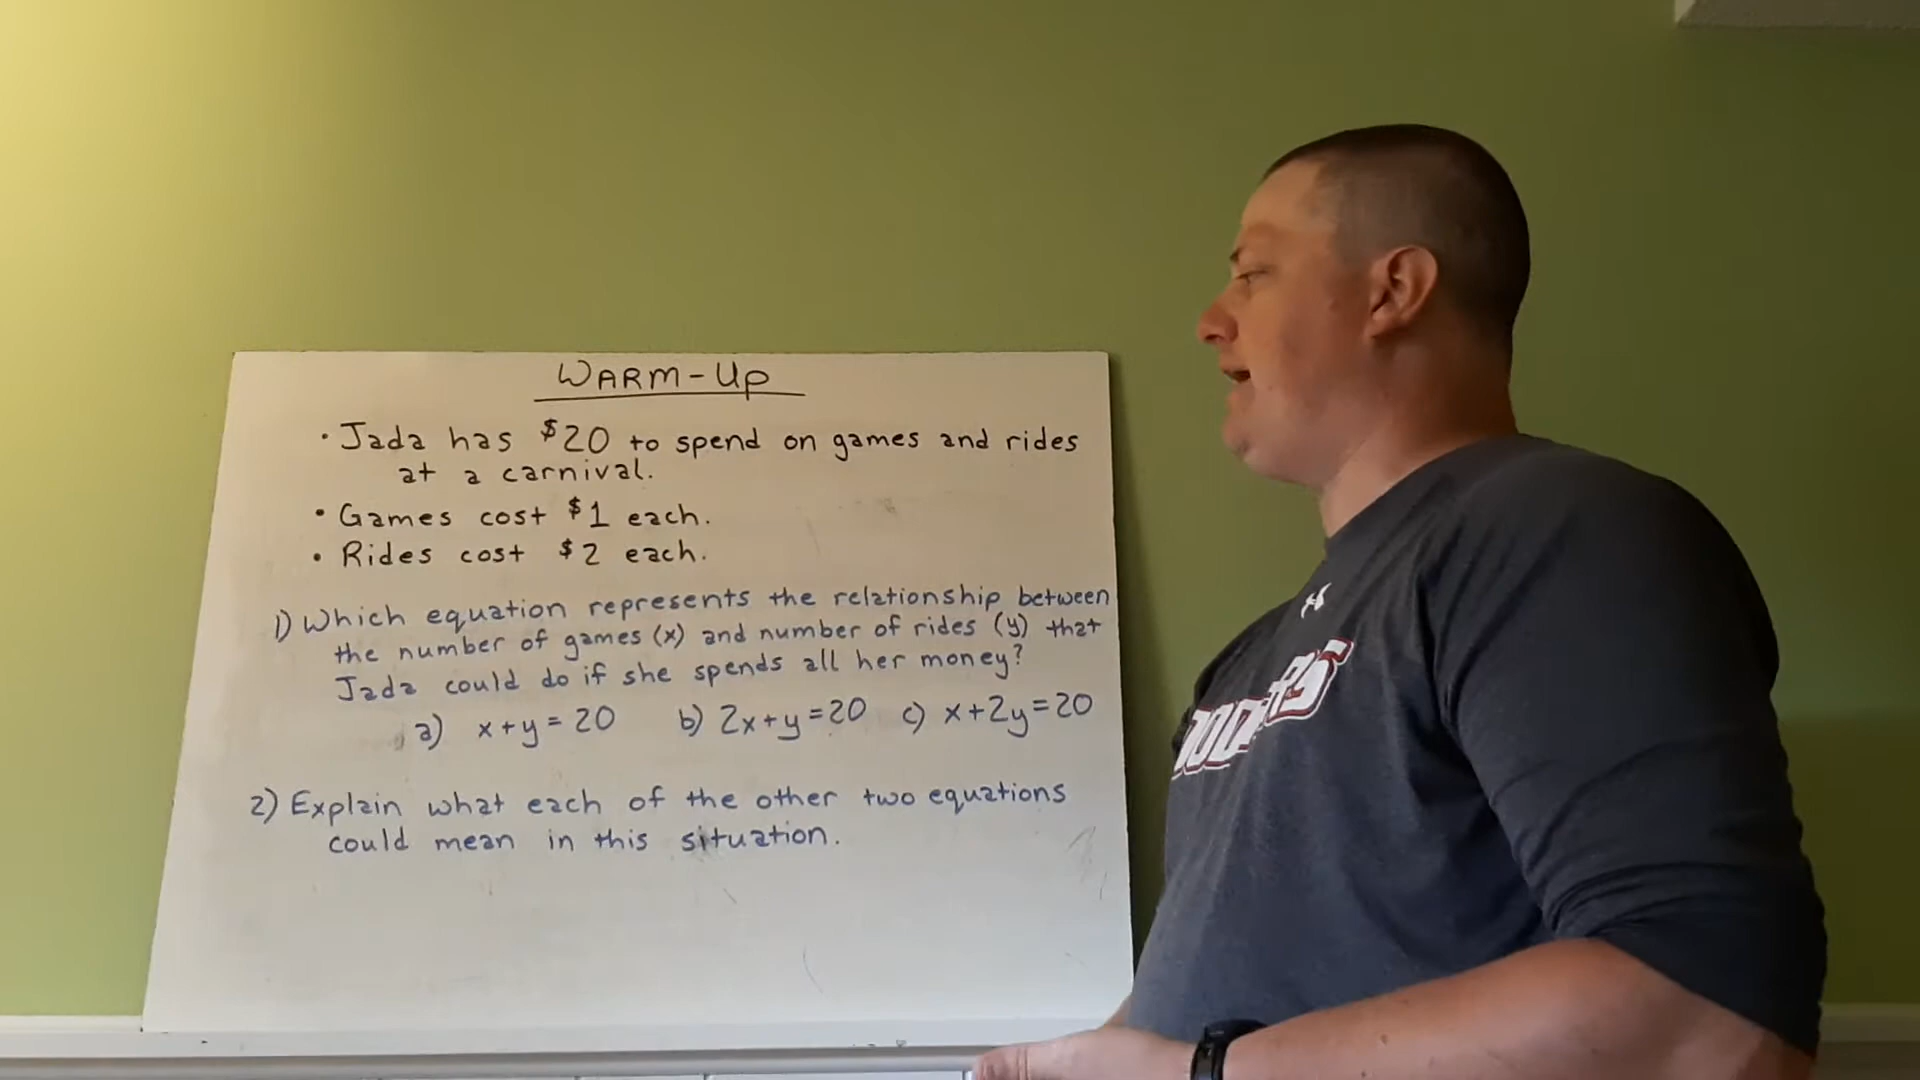 WARM-UP
• Jada has $20 to spend on games and rides
at a carnival.
• Games cost $1 each.
• Rides cost $2 each.
1) Which equation represents the relationship between
the number of games (x) and number of rides (y) that
Jada could do if she spends all her money?
a) x+y=20 b) 2x+y=20 c) x+2y=20
2) Explain what each of the other two equations
could mean in this situation.